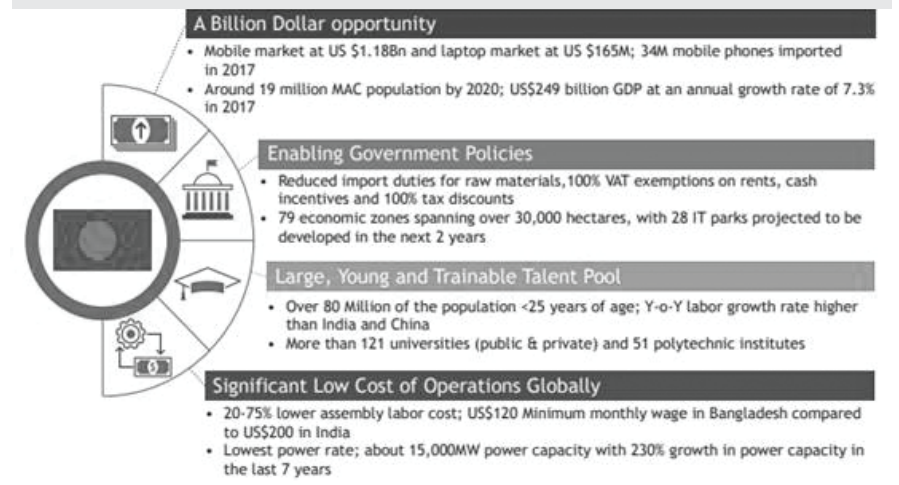 A Billion Dollar opportunity
• Mobile market at US $1.18Bn and laptop market at US $165M; 34M mobile phones imported
in 2017
• Around 19 million MAC population by 2020; US$249 billion GDP at an annual growth rate of 7.3%
in 2017
Enabling Government Policies
• Reduced import duties for raw materials,100% VAT exemptions on rents, cash
incentives and 100% tax discounts
• 79 economic zones spanning over 30,000 hectares, with 28 IT parks projected to be
developed in the next 2 years
Large, Young and Trainable Talent Pool
• Over 80 Million of the population <25 years of age; Y-o-Y labor growth rate higher
than India and China
• More than 121 universities (public & private) and 51 polytechnic institutes
$
Significant Low Cost of Operations Globally
• 20-75% lower assembly labor cost; US$120 Minimum monthly wage in Bangladesh compared
to US$200 in India
• Lowest power rate; about 15,000MW power capacity with 230% growth in power capacity in
the last 7 years